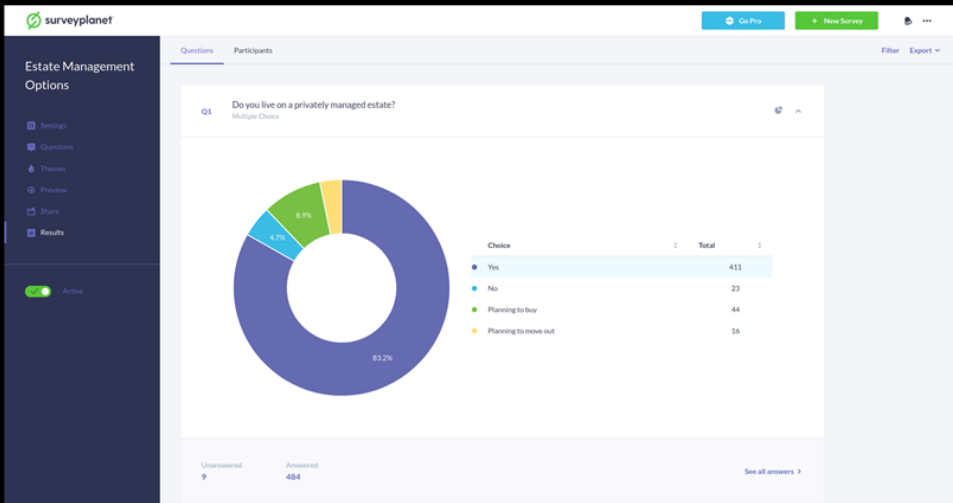 surveyplanet
Go Pro
+ New Survey
Estate Management
Options
Settings
Questions
Themes
Preview
Share
Results
Active
Questions Participants
Filter Export
Q1 Do you live on a privately managed estate?
Multiple Choice
8.9%
4.7%
83.2%
Choice Total
Yes 411
No 23
Planning to buy 44
Planning to move out 16
Unanswered Answered
9 484
See all answers